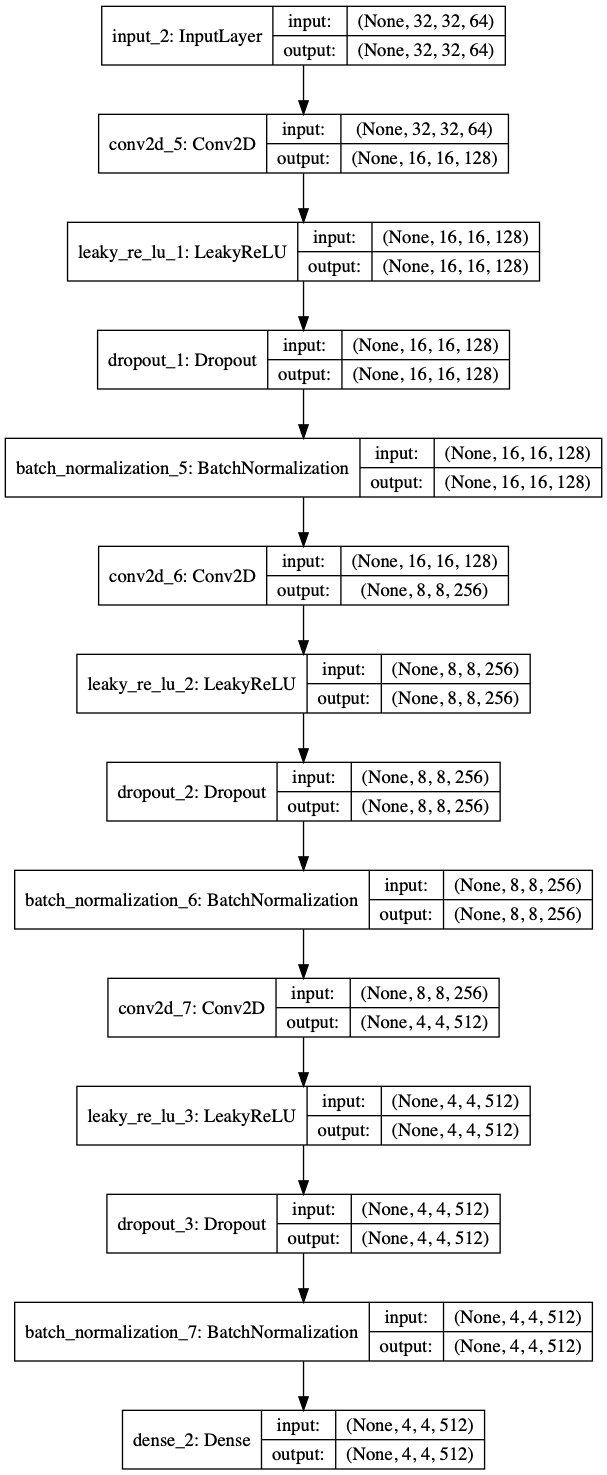 input_2: InputLayer
input: (None, 32, 32, 64)
output: (None, 32, 32, 64)
conv2d_5: Conv2D
input: (None, 32, 32, 64)
output: (None, 16, 16, 128)
leaky_re_lu_1: LeakyReLU
input: (None, 16, 16, 128)
output: (None, 16, 16, 128)
dropout_1: Dropout
input: (None, 16, 16, 128)
output: (None, 16, 16, 128)
batch_normalization_5: BatchNormalization
input: (None, 16, 16, 128)
output: (None, 16, 16, 128)
conv2d_6: Conv2D
input: (None, 16, 16, 128)
output: (None, 8, 8, 256)
leaky_re_lu_2: LeakyReLU
input: (None, 8, 8, 256)
output: (None, 8, 8, 256)
dropout_2: Dropout
input: (None, 8, 8, 256)
output: (None, 8, 8, 256)
batch_normalization_6: BatchNormalization
input: (None, 8, 8, 256)
output: (None, 8, 8, 256)
conv2d_7: Conv2D
input: (None, 8, 8, 256)
output: (None, 4, 4, 512)
leaky_re_lu_3: LeakyReLU
input: (None, 4, 4, 512)
output: (None, 4, 4, 512)
dropout_3: Dropout
input: (None, 4, 4, 512)
output: (None, 4, 4, 512)
batch_normalization_7: BatchNormalization
input: (None, 4, 4, 512)
output: (None, 4, 4, 512)
dense_2: Dense
input: (None, 4, 4, 512)
output: (None, 4, 4, 512)